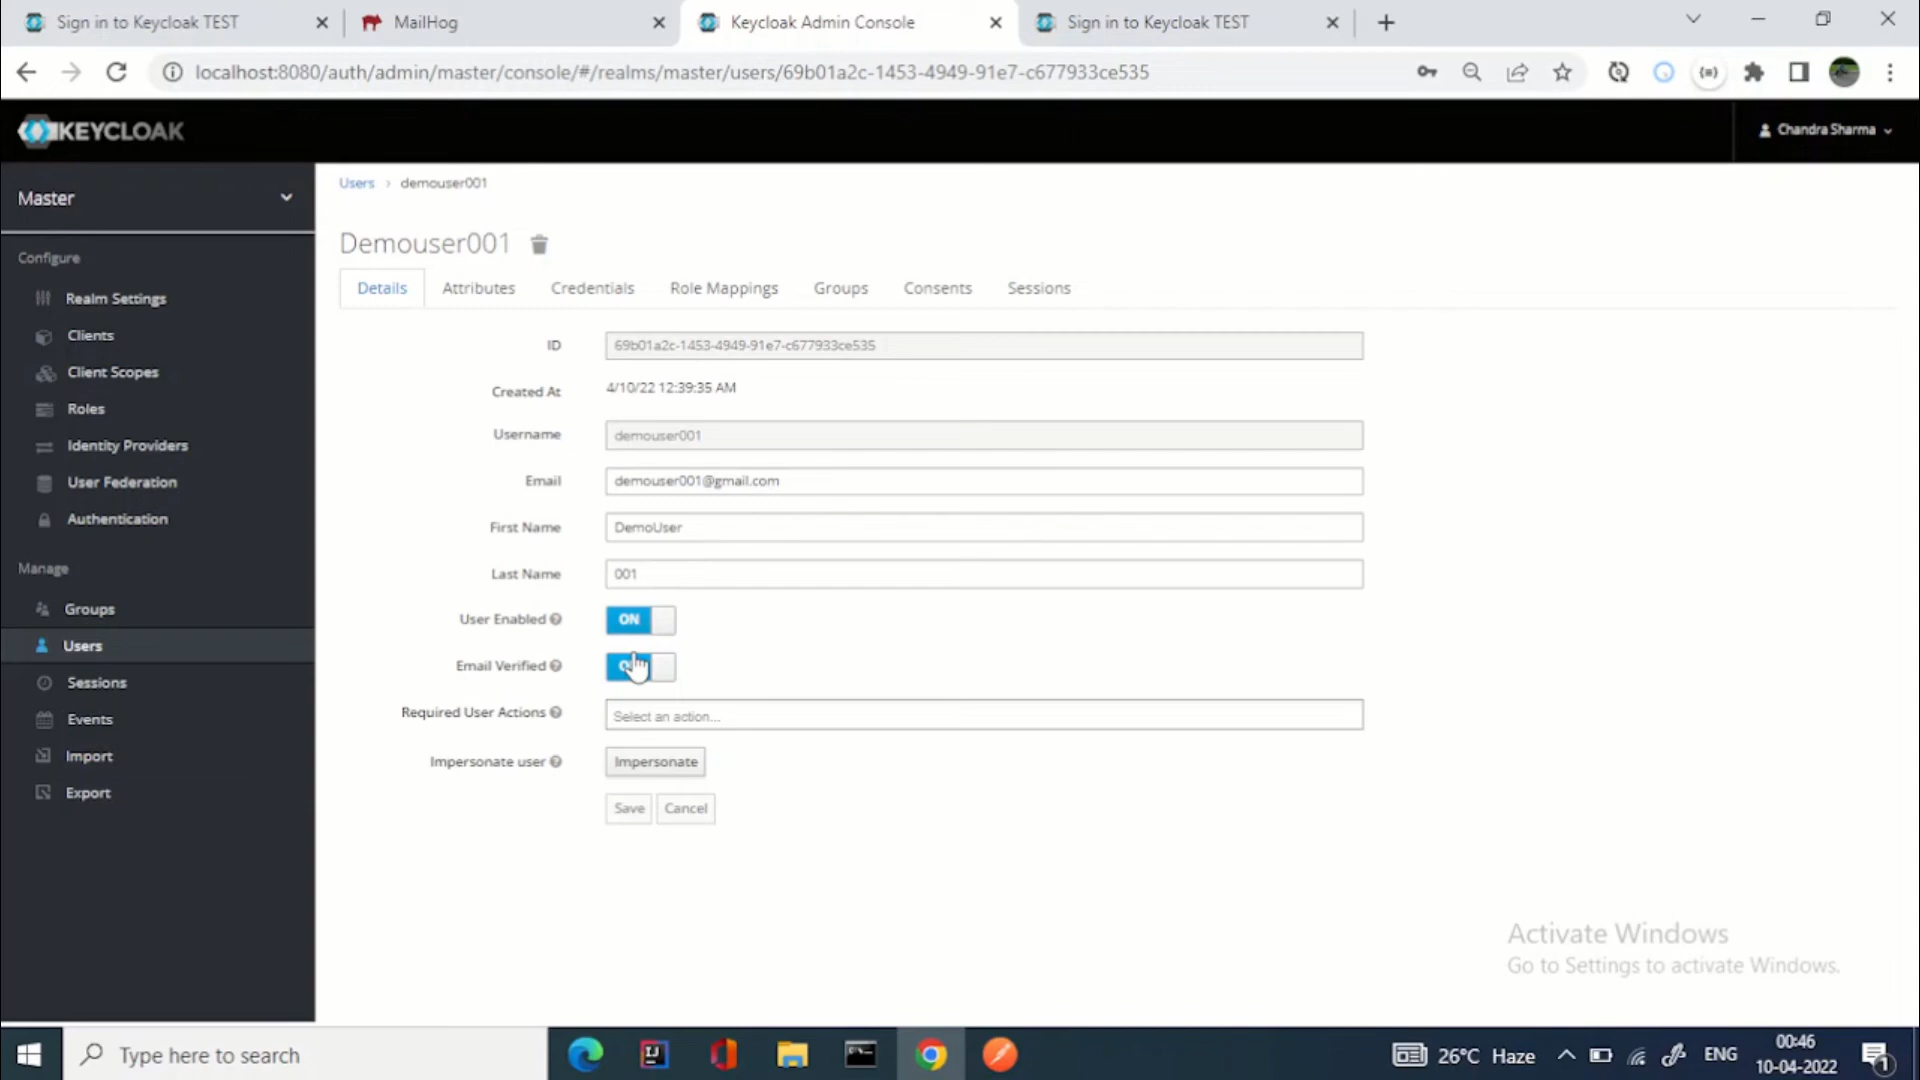 Sign in to Keycloak TEST
MailHog
Keycloak Admin Console
Sign in to Keycloak TEST
localhost:8080/auth/admin/master/console/#/realms/master/users/69b01a2c-1453-4949-91e7-c677933ce535
KEYCLOAK
Chandra Sharma
Master
Users
demouser001
Demouser001
Configure
Details
Attributes
Credentials
Role Mappings
Groups
Consents
Sessions
Realm Settings
Clients
Client Scopes
Roles
Identity Providers
User Federation
Authentication
Manage
Groups
Users
Sessions
Events
Import
Export
ID
69b01a2c-1453-4949-91e7-c677933ce535
Created At
4/10/22 12:39:35 AM
Username
demouser001
Email
demouser001@gmail.com
First Name
DemoUser
Last Name
001
User Enabled
ON
Email Verified
Required User Actions
Select an action...
Impersonate user
Impersonate
Save
Cancel
Activate Windows
Go to Settings to activate Windows.
Type here to search
26°C Haze
ENG
00:46
10-04-2022
1